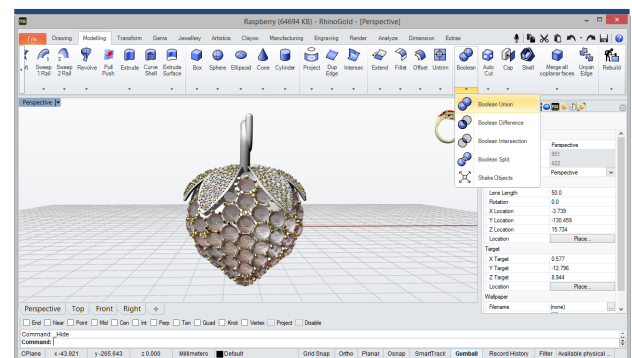 Raspberry (64694 KB) - RhinoGold - [Perspective]
File Drawing Modelling Transform Gems Jewellery Artistics Clayoo Manufacturing Engraving Render Analyze Dimension Extras
Sweep 1 Rail Sweep 2 Rail Revolve Pull Push Extrude Curve Shell Extrude Surface Box Sphere Ellipsoid Cone Cylinder Project Dup Edge Intersec Extend Fillet Offset Untrim Boolean Auto Cut Cap Shell Merge all coplanar faces Unjoin Edge Rebuild
Perspective
Boolean Union
Boolean Difference
Boolean Intersection
Boolean Split
Shake Objects
Perspective
951
422
Perspective
Lens Length 50.0
Rotation 0.0
X Location -3.739
Y Location -130.459
Z Location 15.734
Location Place...
Target
X Target 0.577
Y Target -12.796
Z Target 8.944
Location Place...
Wallpaper
Filename (none)
Perspective Top Front Right
End Near Point Mid Cen Int Perp Tan Quad Knot Vertex Project Disable
Command: _Hide
Command:
CPlane x -43.921 y -265.643 z 0.000 Millimeters Default Grid Snap Ortho Planar Osnap SmartTrack Gumball Record History Filter Available physical ...